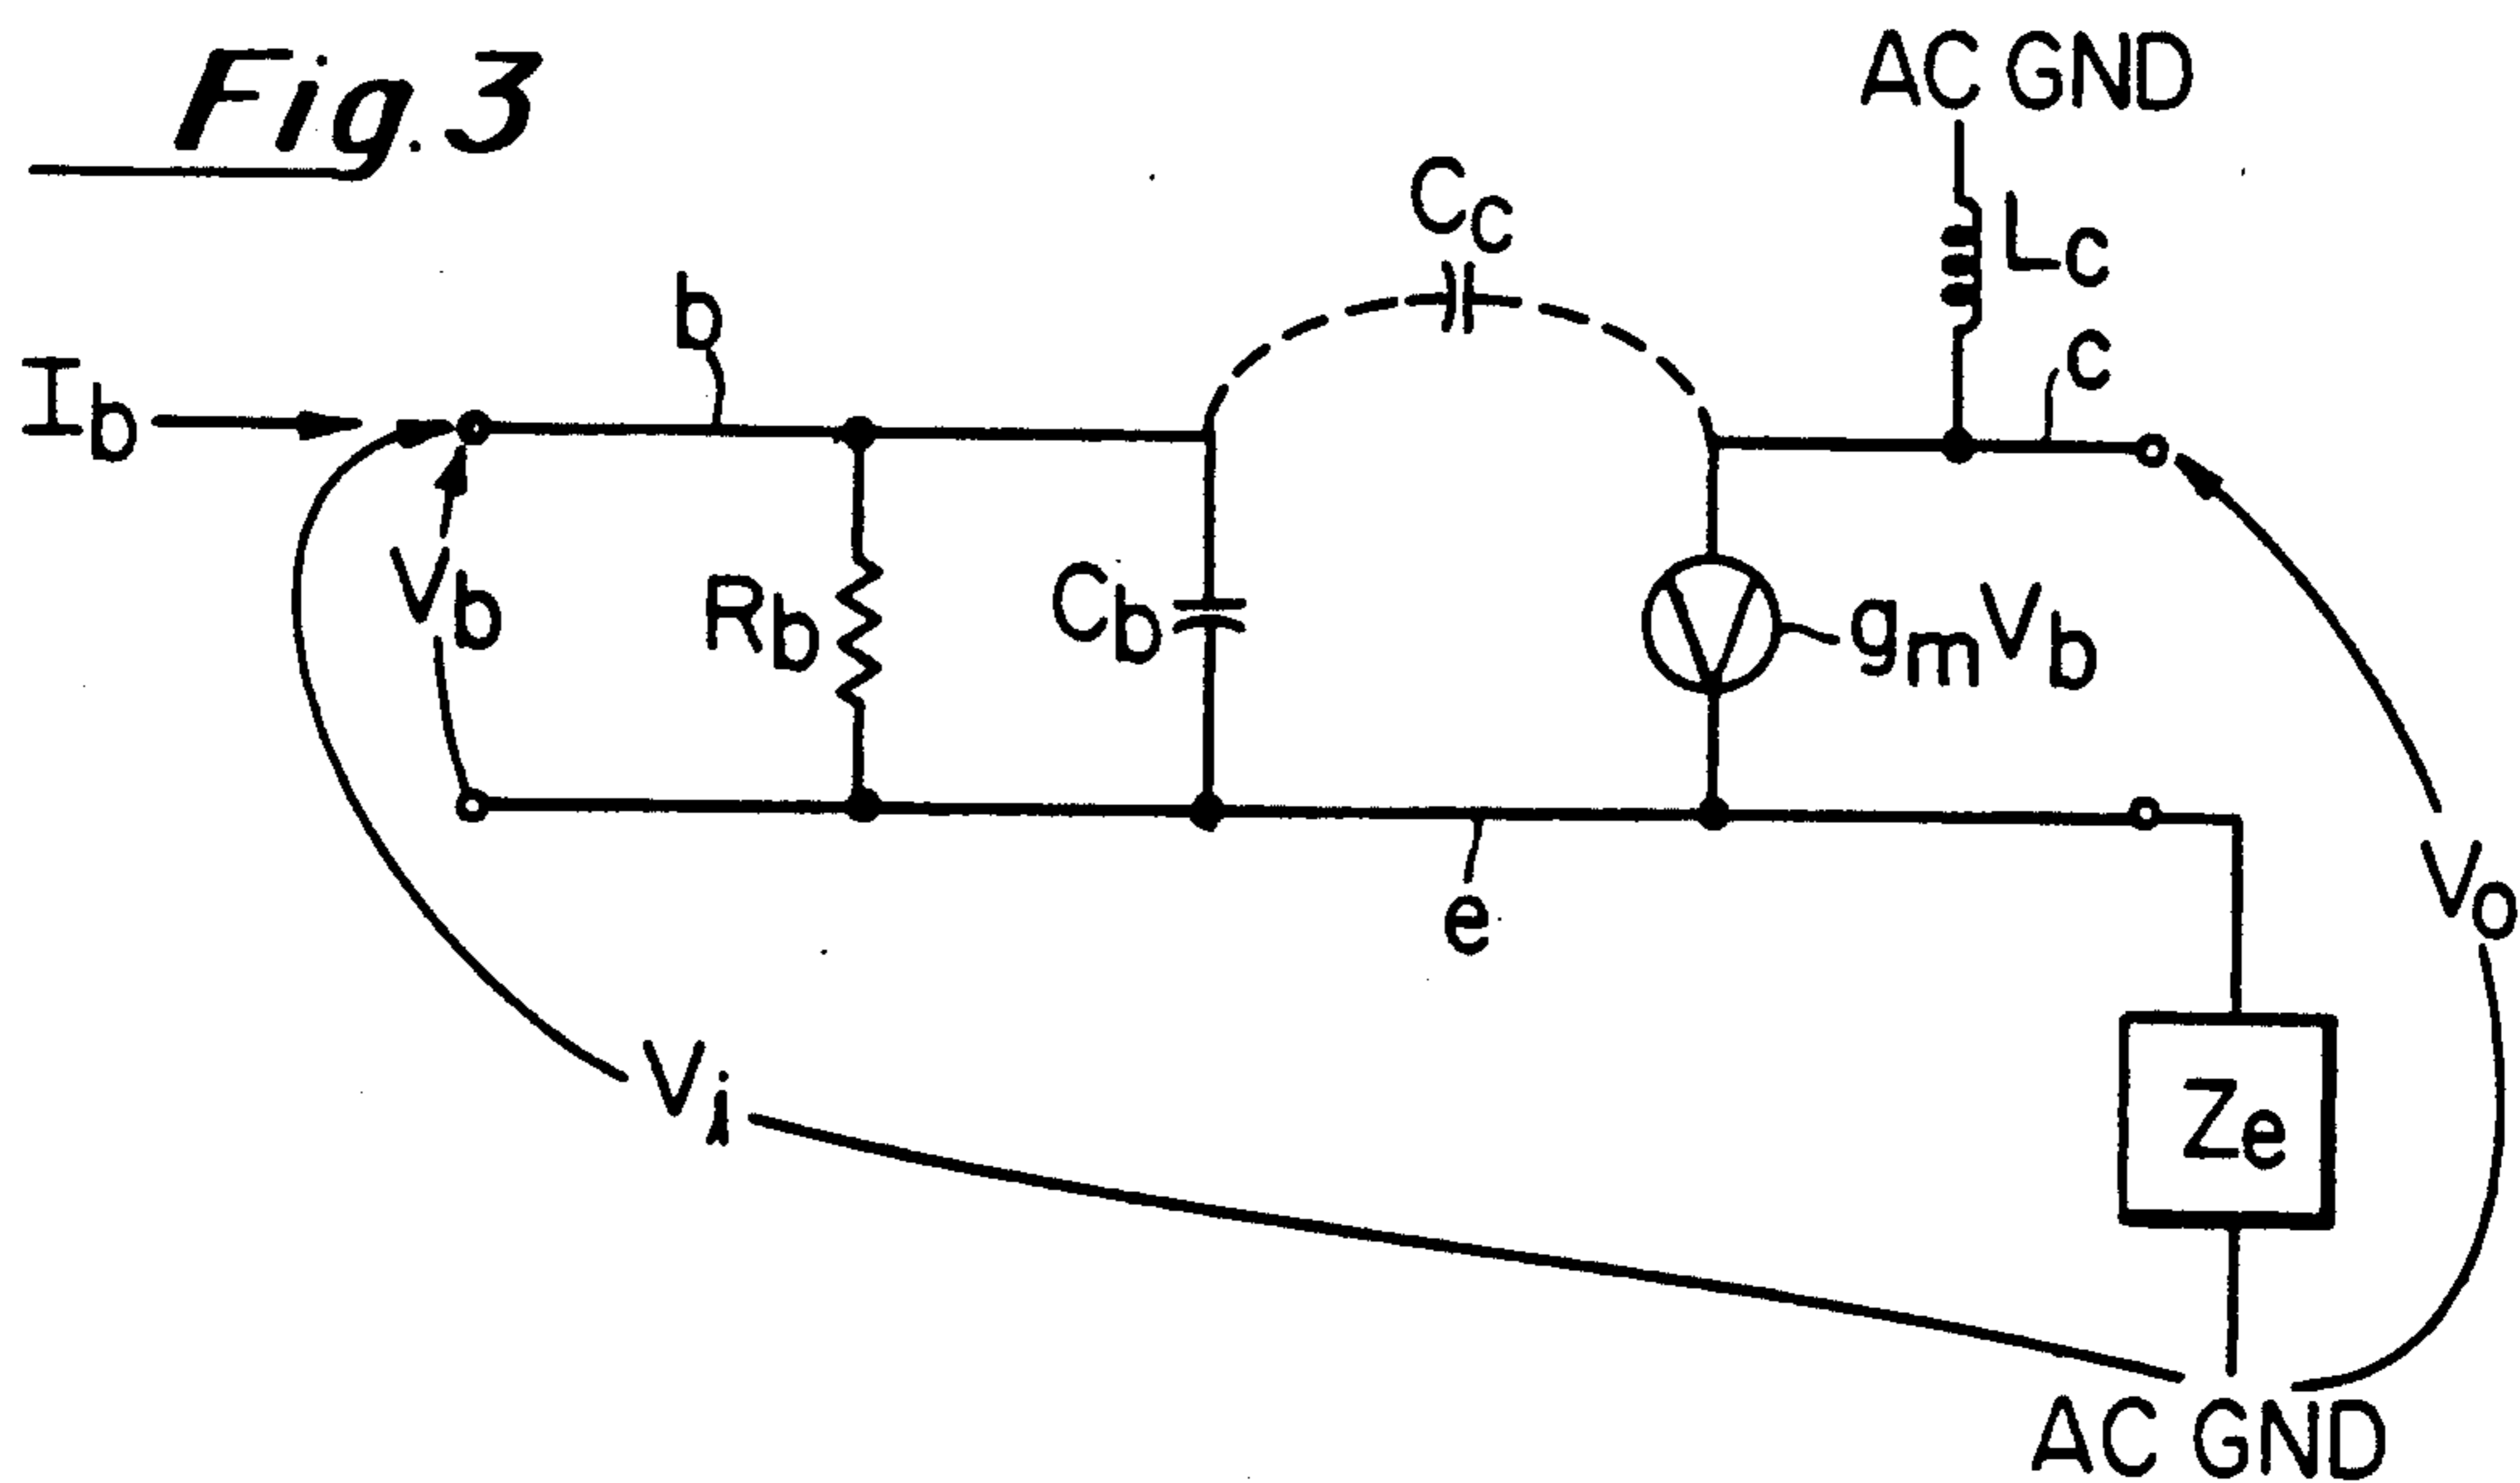 Fig. 3
AC GND
Cc
Lc
b
c
Ib
Vb
Rb
Cb
gmVb
e
Vo
Vi
Ze
AC GND